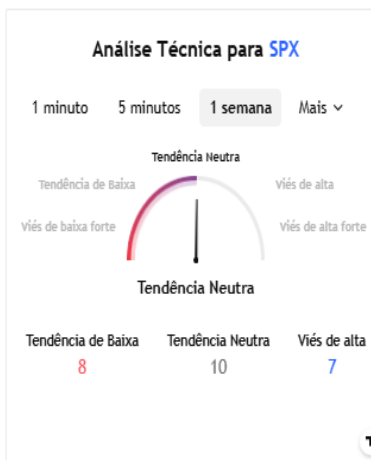 Análise Técnica para SPX
1 minuto 5 minutos 1 semana Mais
Tendência Neutra
Tendência de Baixa Viés de alta
Viés de baixa forte Viés de alta forte
Tendência Neutra
Tendência de Baixa Tendência Neutra Viés de alta
8 10 7